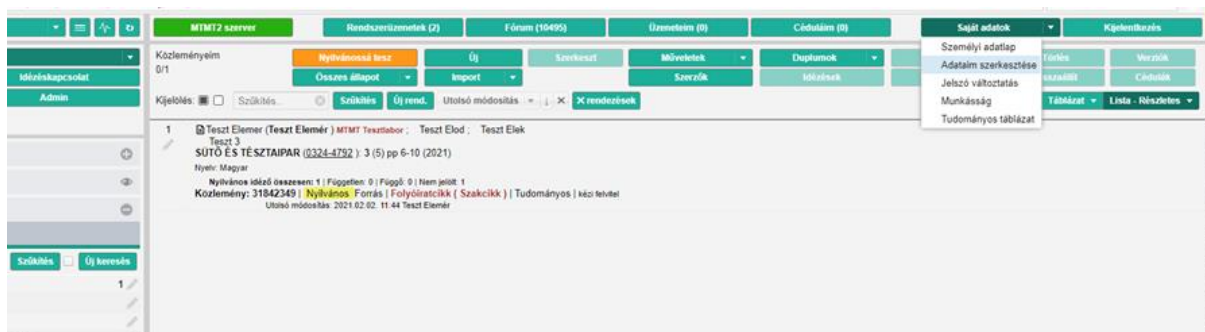 MTMT2 szerver Rendszerüzenetek (2) Fórum (10495) Üzeneteim (0) Céduláim (0) Saját adatok Kijelentkezés
Személyi adatlap
Adataim szerkesztése
Jelszó változtatás
Munkásság
Tudományos táblázat
Közleményeim Nyilvánossá tesz Új Szerkeszt Műveletek Duplumok Törlés Verziók
0/1 Összes állapot Import Szerzők Idézések Cédulák
Idézéskapcsolat
Admin
Kijelölés: Szűkítés... Szűkítés Új rend. Utolsó módosítás ↓ X X rendezések Táblázat Lista - Részletes
1 Teszt Elemer (Teszt Elemér ) MTMT Tesztlabor ; Teszt Elod ; Teszt Elek
Teszt 3
SÜTŐ ÉS TÉSZTAIPAR (0324-4792 ): 3 (5) pp 6-10 (2021)
Nyelv: Magyar
Nyilvános idéző összesen: 1 | Független: 0 | Függő: 0 | Nem jelölt: 1
Közlemény: 31842349 | Nyilvános Forrás | Folyóiratcikk ( Szakcikk ) | Tudományos | kézi felvitel
Utolsó módosítás: 2021.02.02. 11:44 Teszt Elemér
Szűkítés Új keresés
1